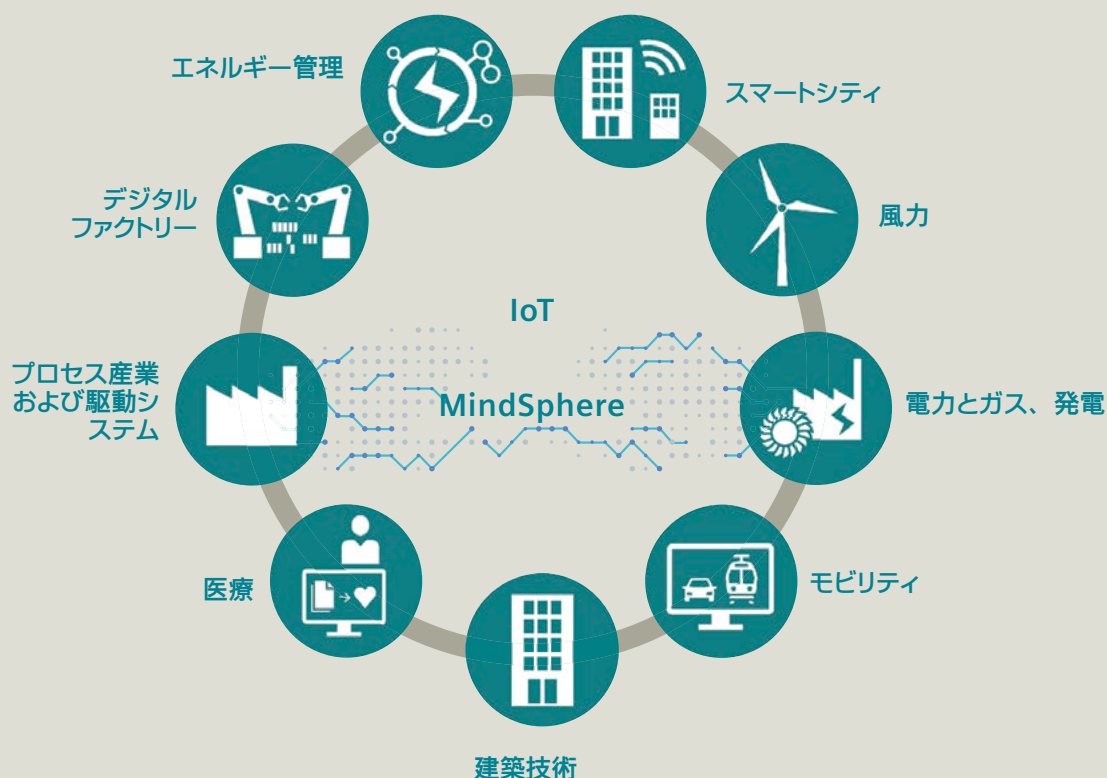 エネルギー管理
スマートシティ
デジタル
ファクトリー
風力
IoT
プロセス産業
および駆動シ
ステム
MindSphere
電力とガス、発電
医療
モビリティ
建築技術